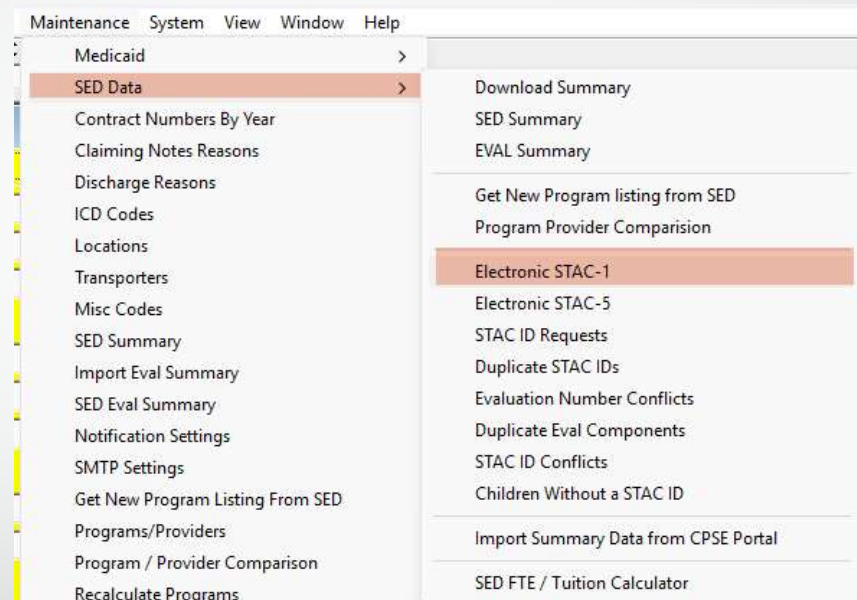 Maintenance System View Window Help
Medicaid
SED Data
Contract Numbers By Year
Claiming Notes Reasons
Discharge Reasons
ICD Codes
Locations
Transporters
Misc Codes
SED Summary
Import Eval Summary
SED Eval Summary
Notification Settings
SMTP Settings
Get New Program Listing From SED
Programs/Providers
Program / Provider Comparison
Recalculate Programs
Download Summary
SED Summary
EVAL Summary
Get New Program listing from SED
Program Provider Comparision
Electronic STAC-1
Electronic STAC-5
STAC ID Requests
Duplicate STAC IDs
Evaluation Number Conflicts
Duplicate Eval Components
STAC ID Conflicts
Children Without a STAC ID
Import Summary Data from CPSE Portal
SED FTE / Tuition Calculator